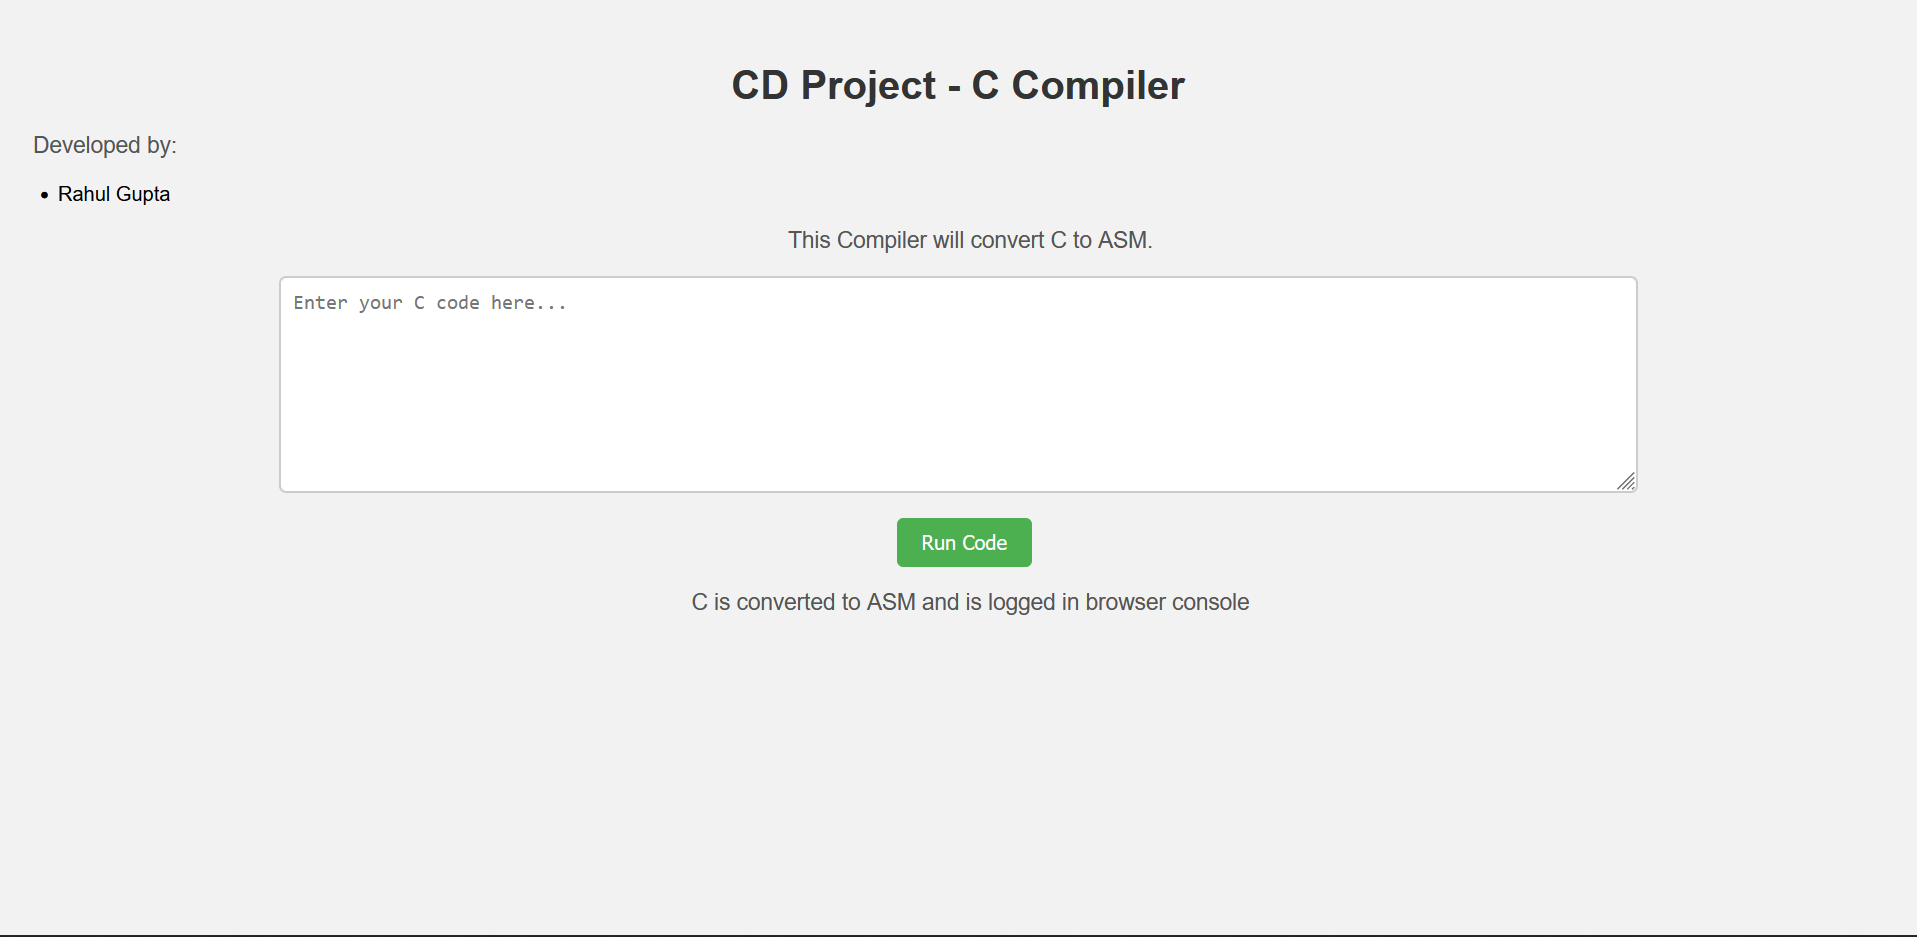 CD Project - C Compiler
Developed by:
• Rahul Gupta
This Compiler will convert C to ASM.
Enter your C code here...
Run Code
C is converted to ASM and is logged in browser console